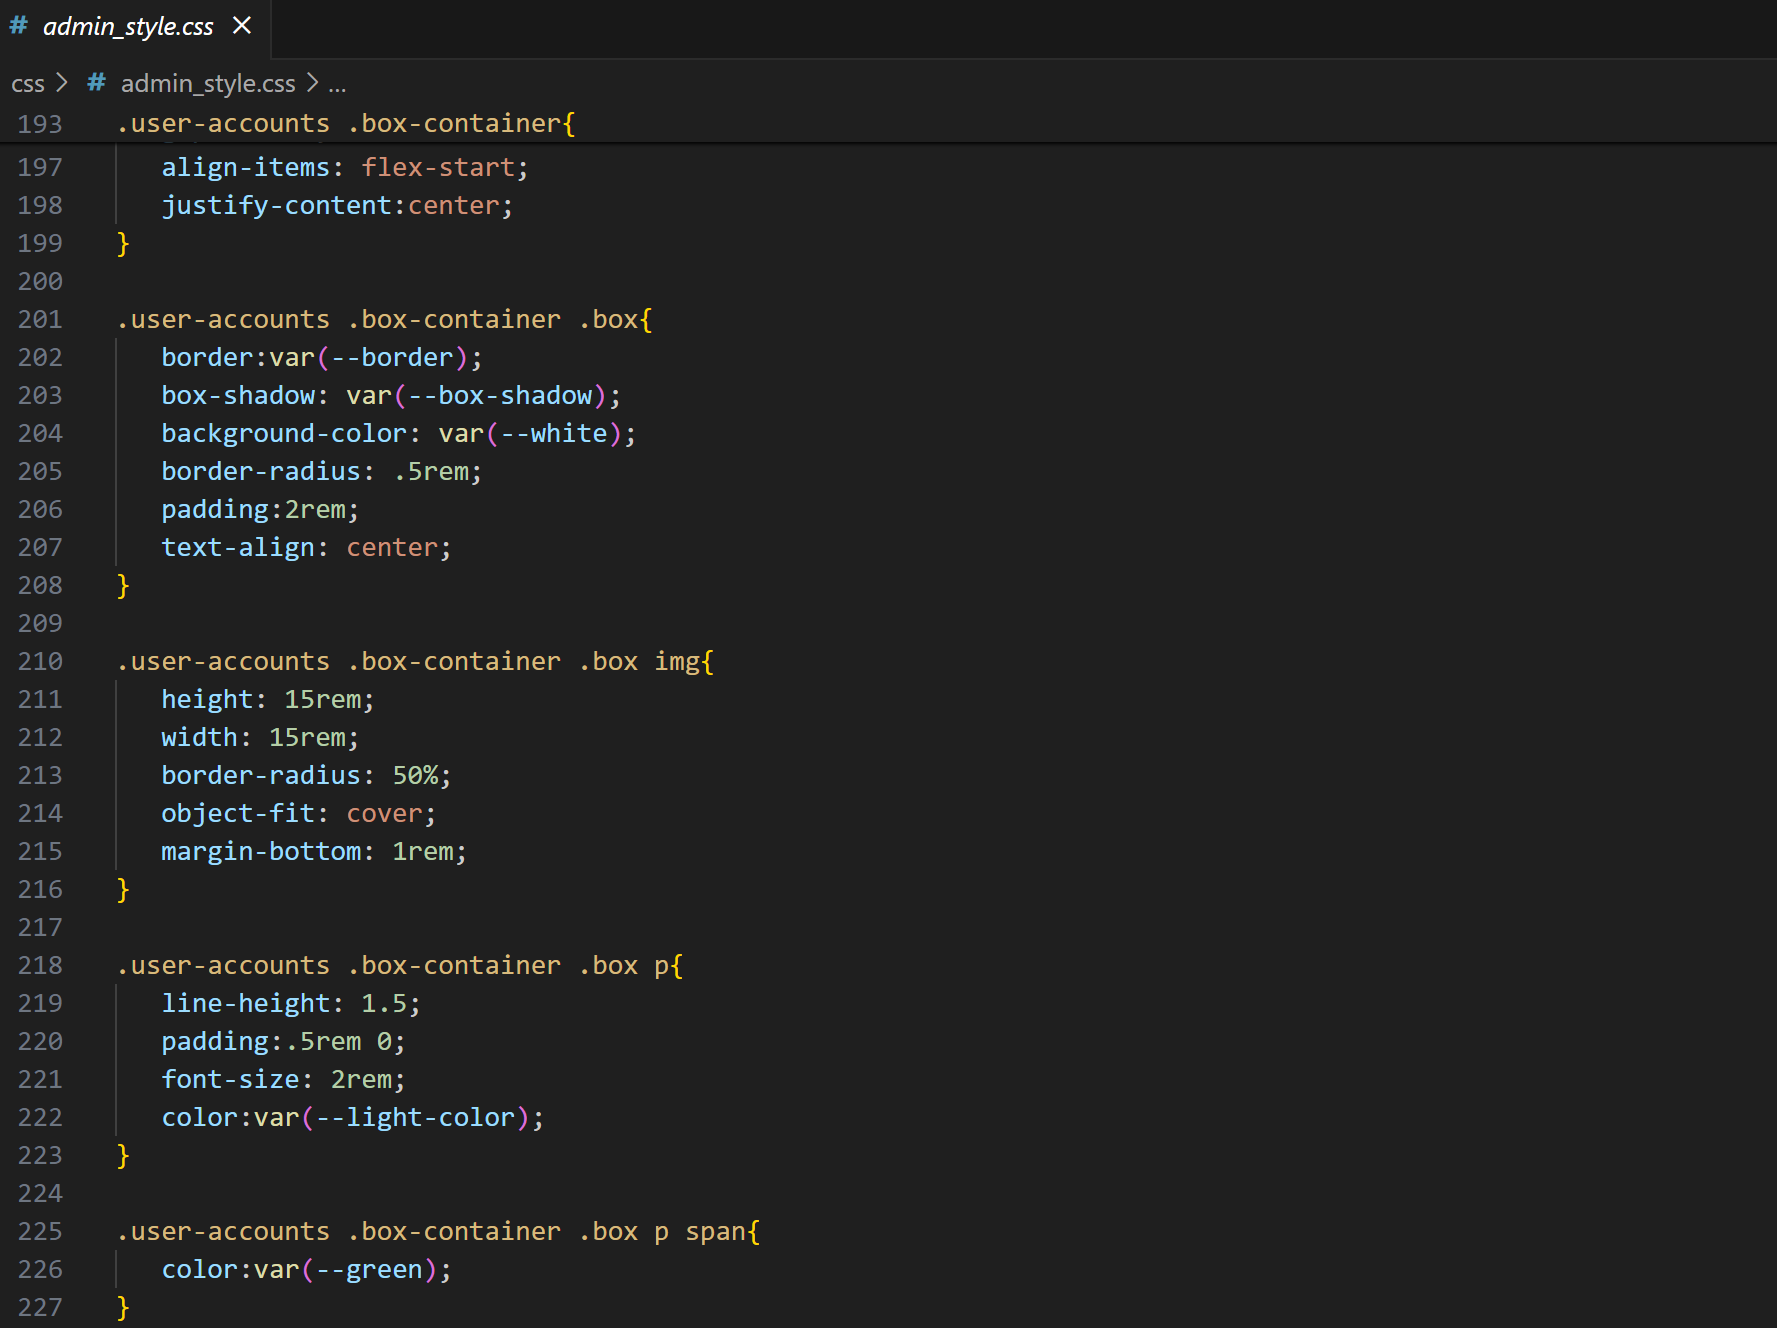 # admin_style.css ×
css > # admin_style.css > ...
193 .user-accounts .box-container{
197 align-items: flex-start;
198 justify-content:center;
199 }
200
201 .user-accounts .box-container .box{
202 border:var(--border);
203 box-shadow: var(--box-shadow);
204 background-color: var(--white);
205 border-radius: .5rem;
206 padding:2rem;
207 text-align: center;
208 }
209
210 .user-accounts .box-container .box img{
211 height: 15rem;
212 width: 15rem;
213 border-radius: 50%;
214 object-fit: cover;
215 margin-bottom: 1rem;
216 }
217
218 .user-accounts .box-container .box p{
219 line-height: 1.5;
220 padding:.5rem 0;
221 font-size: 2rem;
222 color:var(--light-color);
223 }
224
225 .user-accounts .box-container .box p span{
226 color:var(--green);
227 }